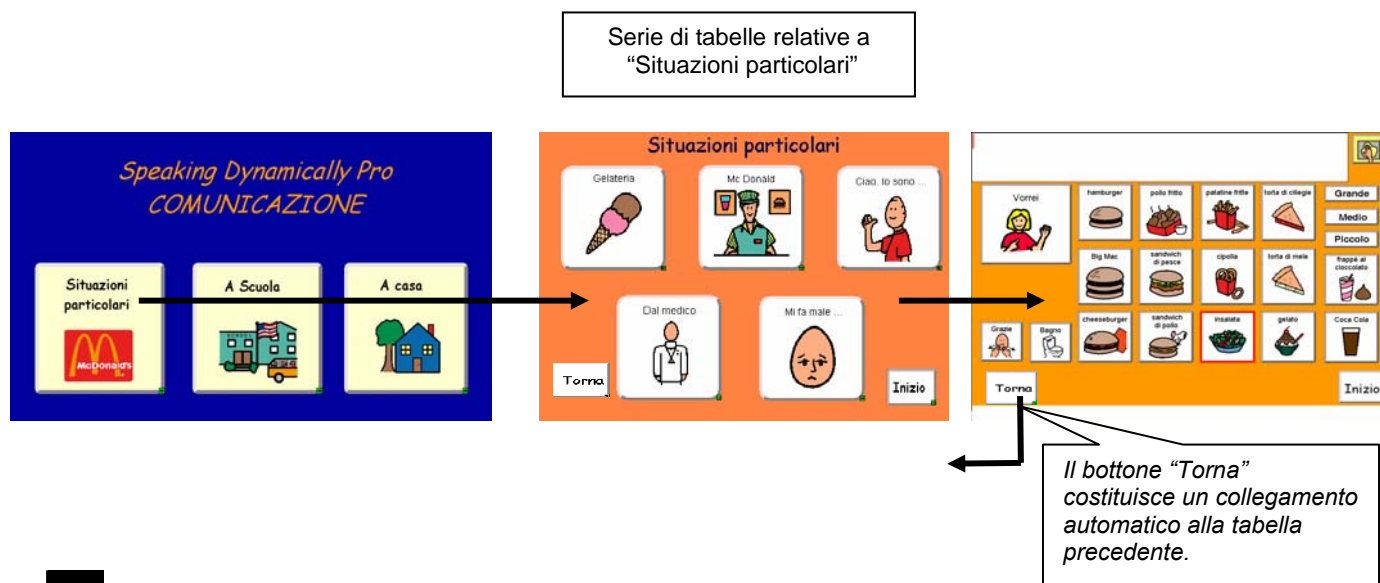 Serie di tabelle relative a
“Situazioni particolari”
Speaking Dynamically Pro
COMUNICAZIONE
Situazioni
particolari
McDonald's
A Scuola
SCHOOL
A casa
Situazioni particolari
Gelateria
Mc Donald
Ciao. Io sono ...
Dal medico
Mi fa male ...
Torna
Inizio
Vorrei
hamburger
pollo fritto
patatine fritte
torta di ciliegie
Grande
Medio
Piccolo
Big Mac
sandwich
di pesce
cipolla
torta di mele
frappè al
cioccolato
Grazie
Bagno
cheeseburger
sandwich
di pollo
insalata
gelato
Coca Cola
Torna
Inizio
Il bottone “Torna”
costituisce un collegamento
automatico alla tabella
precedente.